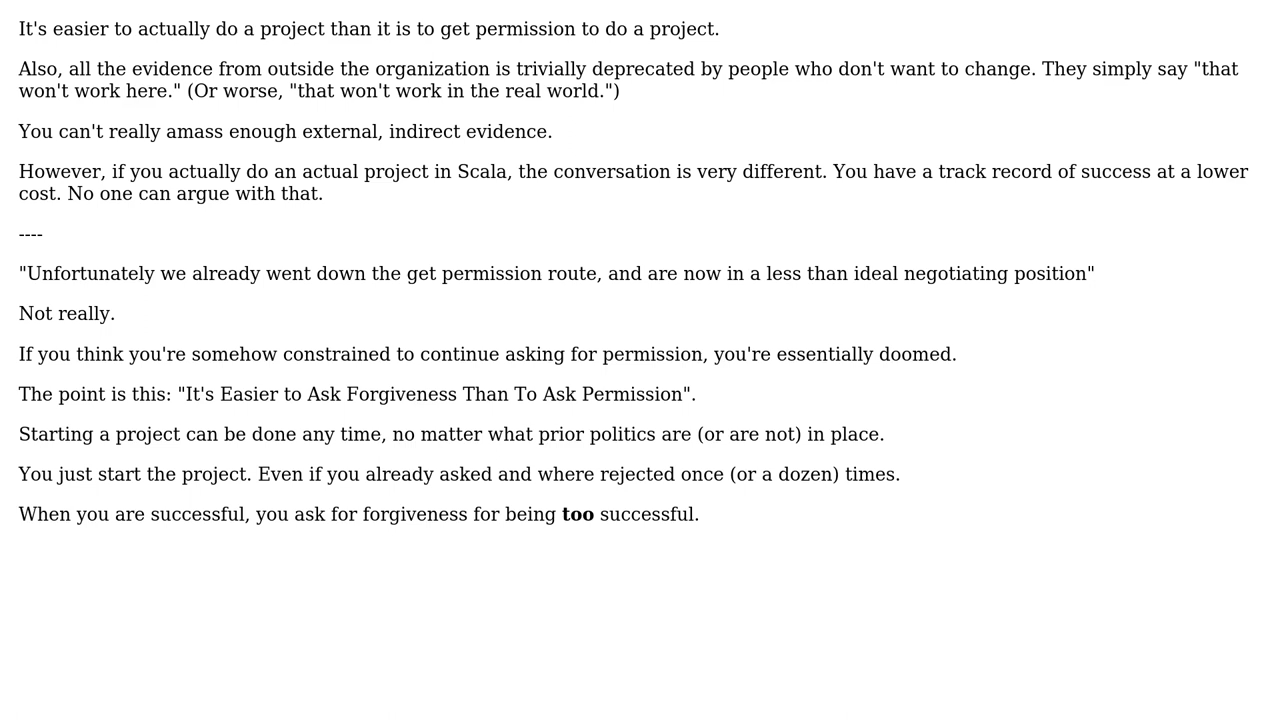 It's easier to actually do a project than it is to get permission to do a project.
Also, all the evidence from outside the organization is trivially deprecated by people who don't want to change. They simply say "that
won't work here." (Or worse, "that won't work in the real world.")
You can't really amass enough external, indirect evidence.
However, if you actually do an actual project in Scala, the conversation is very different. You have a track record of success at a lower
cost. No one can argue with that.
----
"Unfortunately we already went down the get permission route, and are now in a less than ideal negotiating position"
Not really.
If you think you're somehow constrained to continue asking for permission, you're essentially doomed.
The point is this: "It's Easier to Ask Forgiveness Than To Ask Permission".
Starting a project can be done any time, no matter what prior politics are (or are not) in place.
You just start the project. Even if you already asked and where rejected once (or a dozen) times.
When you are successful, you ask for forgiveness for being too successful.